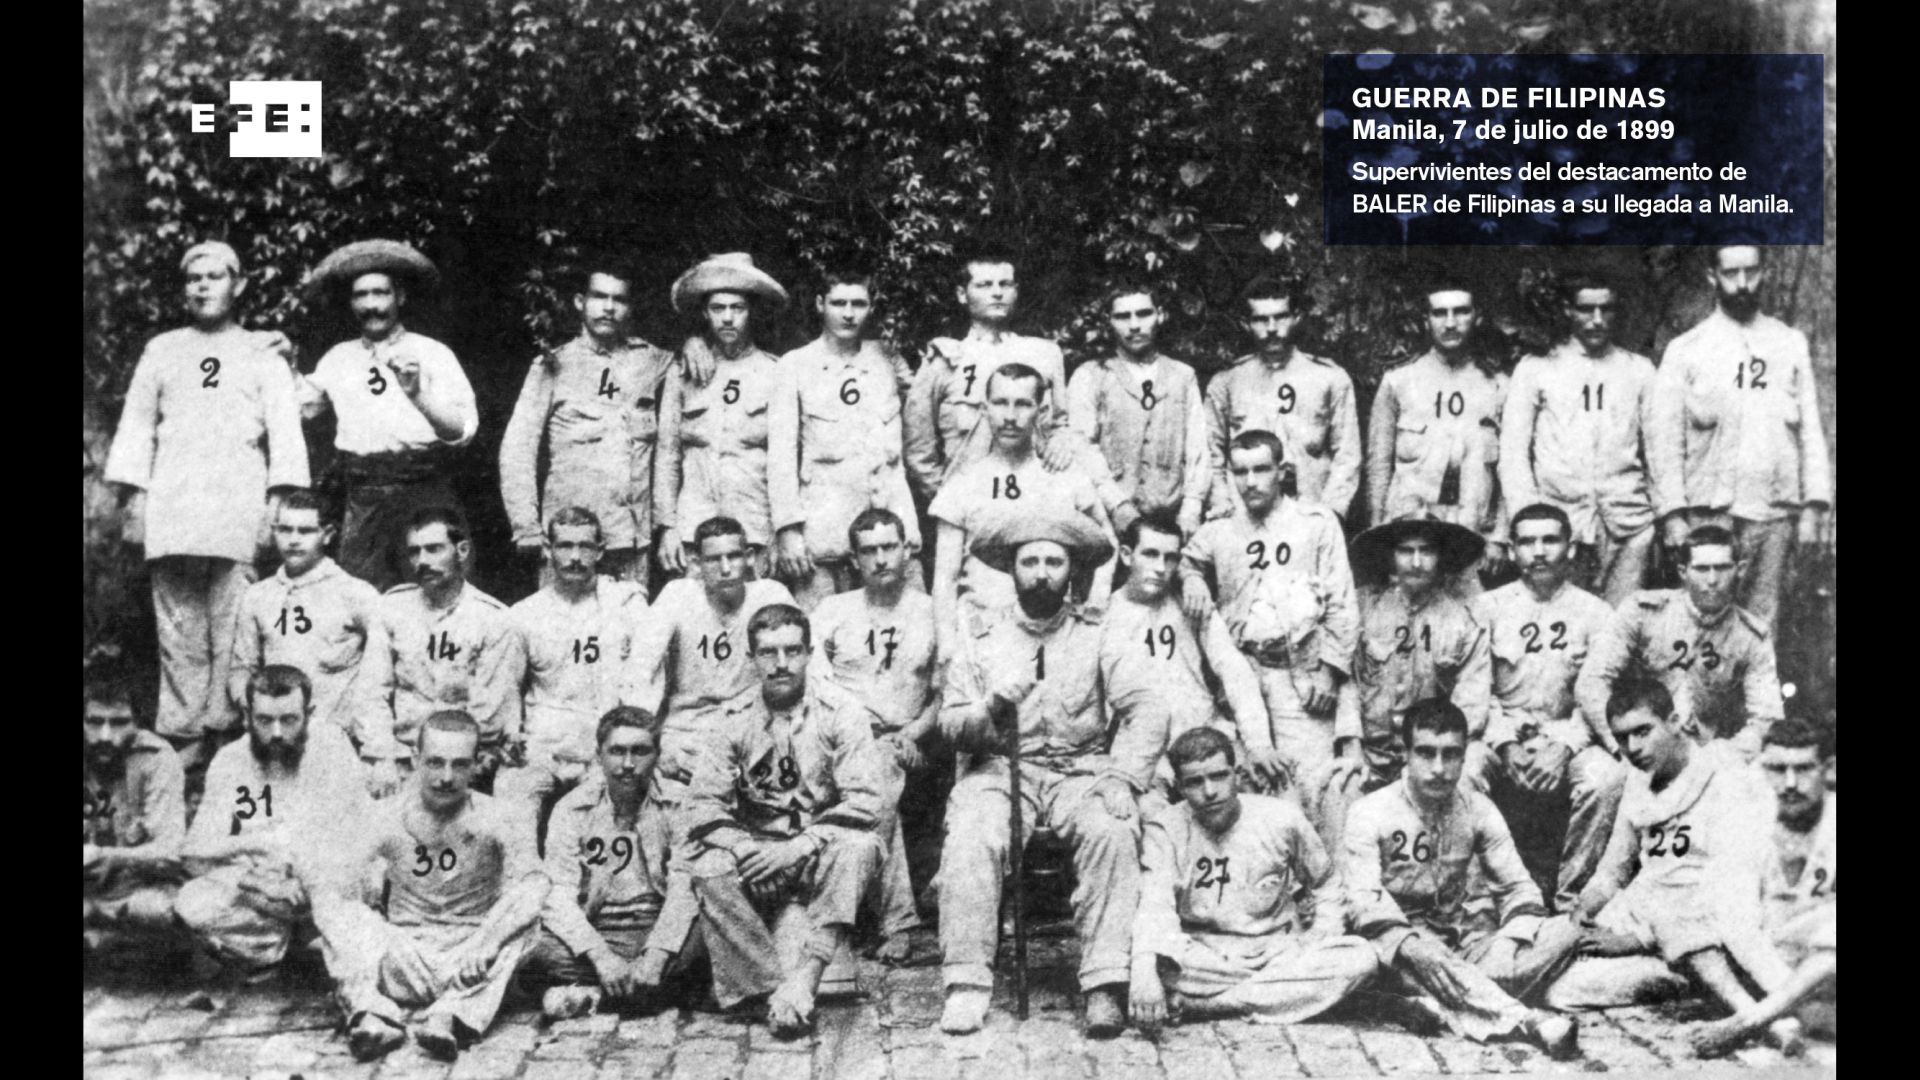 EFE:
GUERRA DE FILIPINAS
Manila, 7 de julio de 1899
Supervivientes del destacamento de
BALER de Filipinas a su llegada a Manila.
2 3 4 5 6 7 8 9 10 11 12
18
13 14 15 16 17 1 19 20 21 22 23
31 30 29 28 27 26 25